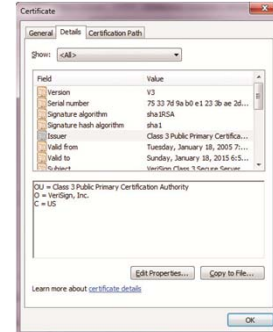 Certificate
General Details Certification Path
Show: <All>
Field Value
Version V3
Serial number 75 33 7d 9a b0 e1 23 3b ae 2d...
Signature algorithm sha1RSA
Signature hash algorithm sha1
Issuer Class 3 Public Primary Certifica...
Valid from Tuesday, January 18, 2005 7:...
Valid to Sunday, January 18, 2015 6:5...
Subject VeriSign Class 3 Secure Server
OU = Class 3 Public Primary Certification Authority
O = VeriSign, Inc.
C = US
Edit Properties... Copy to File...
Learn more about certificate details
OK